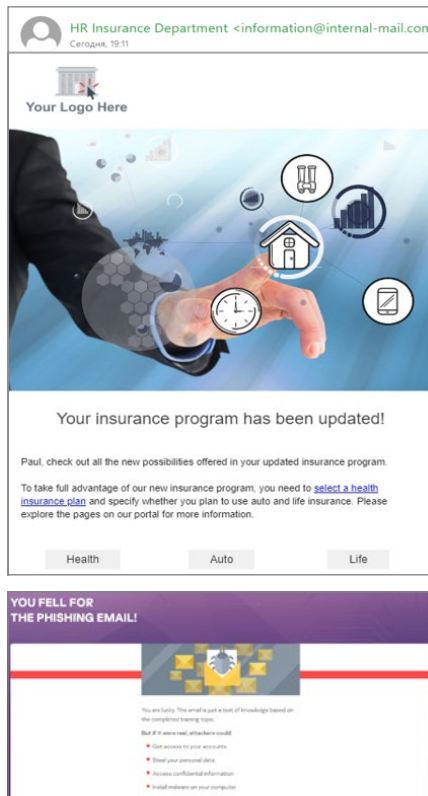 HR Insurance Department <information@internal-mail.com
Сегодня, 19:11
Your Logo Here
Your insurance program has been updated!
Paul, check out all the new possibilities offered in your updated insurance program.
To take full advantage of our new insurance program, you need to select a health
insurance plan and specify whether you plan to use auto and life insurance. Please
explore the pages on our portal for more information.
Health Auto Life
YOU FELL FOR
THE PHISHING EMAIL!
You are lucky. The email is just a test of knowledge based on
the completed training topic.
But if it were real, attackers could:
Get access to your accounts
Steal your personal data
Access confidential information
Install malware on your computer